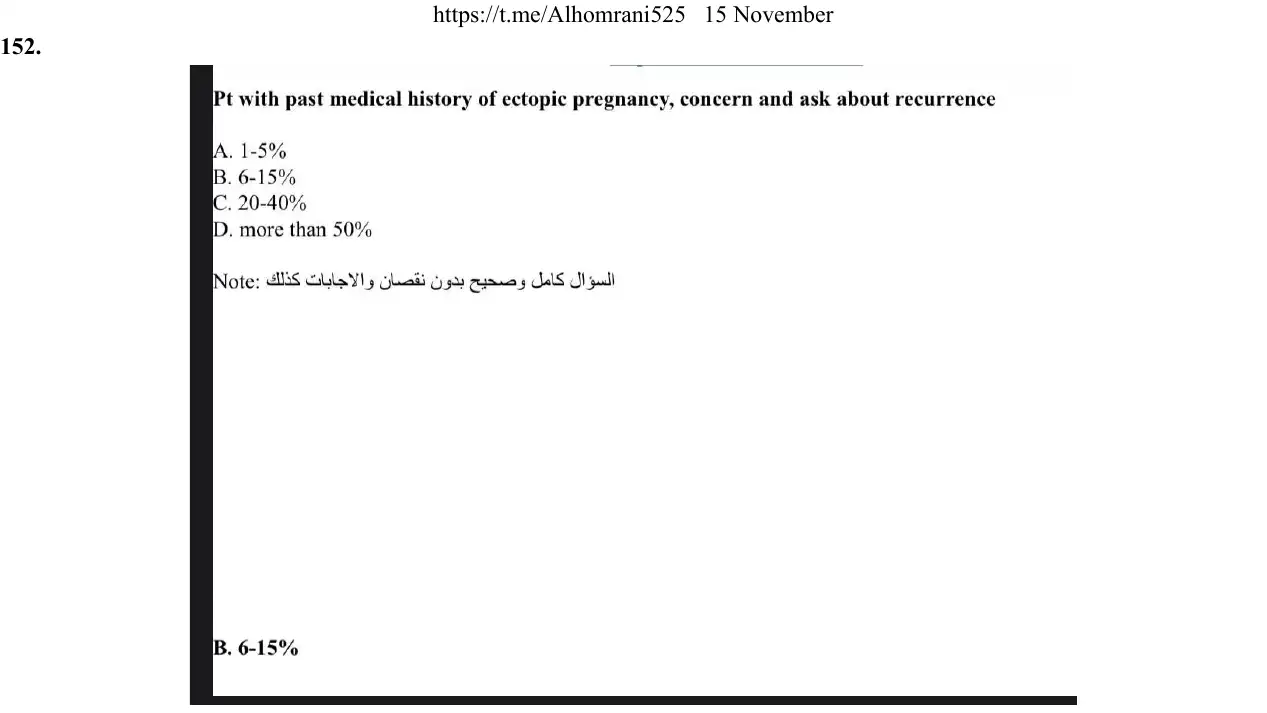 https://t.me/Alhomrani525 15 November
152.
Pt with past medical history of ectopic pregnancy, concern and ask about recurrence
A. 1-5%
B. 6-15%
C. 20-40%
D. more than 50%
Note: السؤال كامل وصحيح بدون نقصان والاجابات كذلك
B. 6-15%